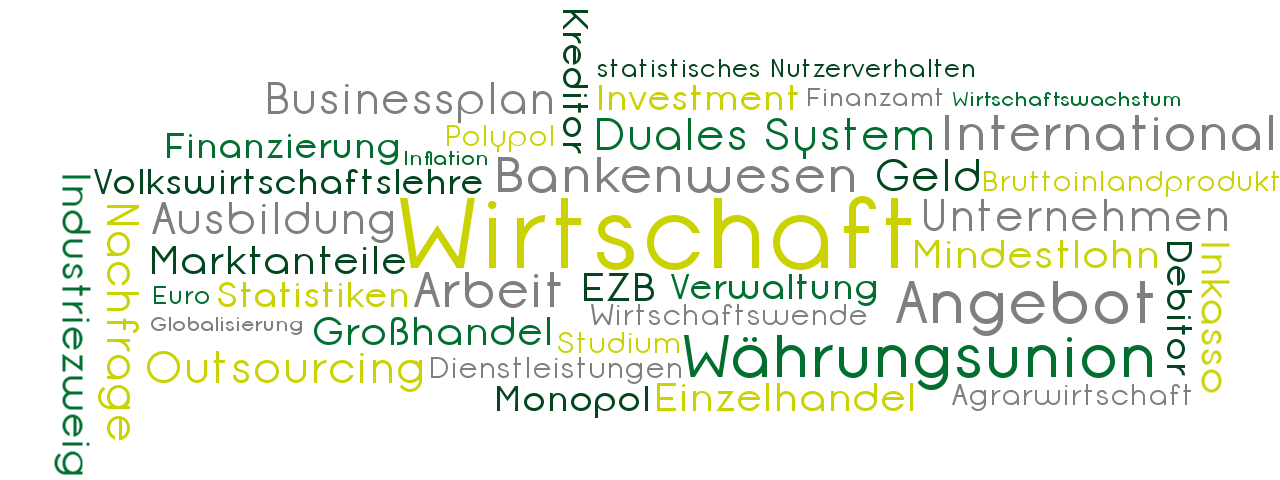 Kreditor
statistisches Nutzerverhalten
Businessplan
Investment
Finanzamt
Wirtschaftswachstum
Polypol
Duales System
International
Finanzierung
Inflation
Bankenwesen
Geld
Bruttoinlandprodukt
Volkswirtschaftslehre
Industriezweig
Nachfrage
Ausbildung
Wirtschaft
Unternehmen
Marktanteile
Mindestlohn
Debitor
Inkasso
Euro
Statistiken
Arbeit
EZB
Verwaltung
Angebot
Globalisierung
Großhandel
Wirtschaftswende
Studium
Währungsunion
Outsourcing
Dienstleistungen
Monopol
Einzelhandel
Agrarwirtschaft